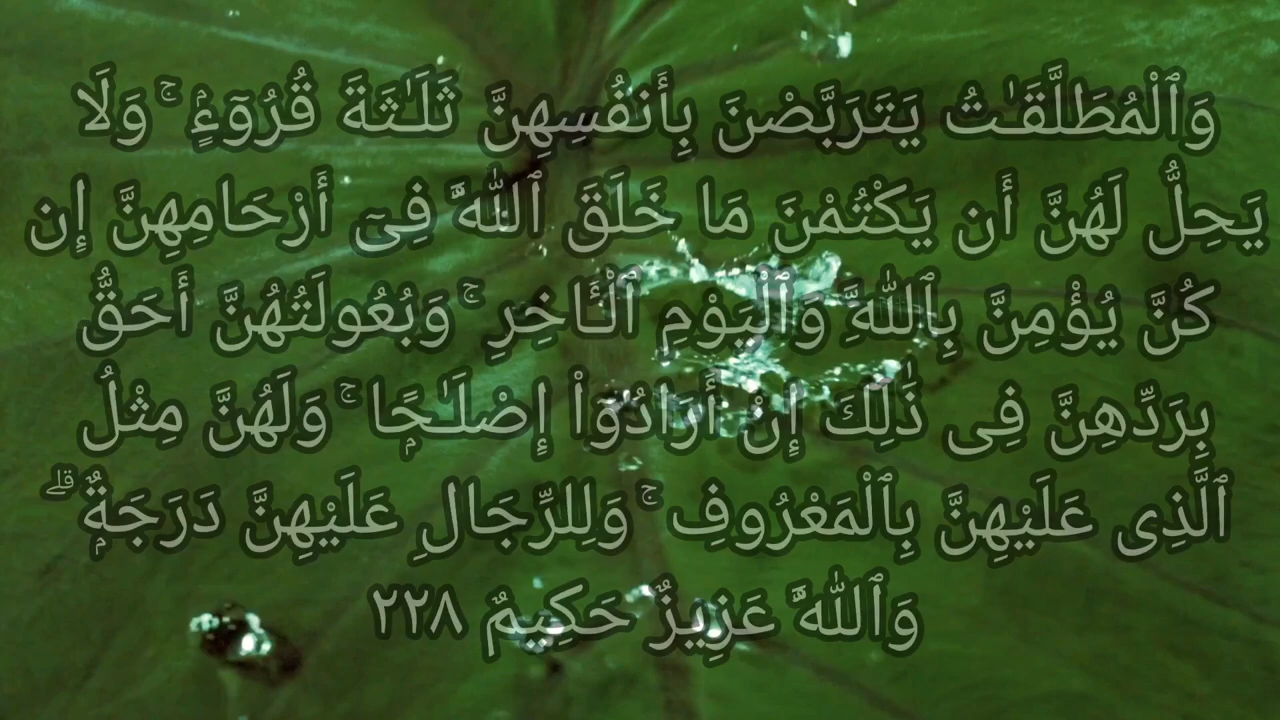 وَٱلْمُطَلَّقَـٰتُ يَتَرَبَّصْنَ بِأَنفُسِهِنَّ ثَلَـٰثَةَ قُرُوٓءٍۢ ۚ وَلَا
يَحِلُّ لَهُنَّ أَن يَكْتُمْنَ مَا خَلَقَ ٱللَّهُ فِىٓ أَرْحَامِهِنَّ إِن
كُنَّ يُؤْمِنَّ بِٱللَّهِ وَٱلْيَوْمِ ٱلْـَٔاخِرِ ۚ وَبُعُولَتُهُنَّ أَحَقُّ
بِرَدِّهِنَّ فِى ذَٰلِكَ إِنْ أَرَادُوٓا۟ إِصْلَـٰحًۭا ۚ وَلَهُنَّ مِثْلُ
ٱلَّذِى عَلَيْهِنَّ بِٱلْمَعْرُوفِ ۚ وَلِلرِّجَالِ عَلَيْهِنَّ دَرَجَةٌۭ ۗ
وَٱللَّهُ عَزِيزٌ حَكِيمٌ ٢٢٨